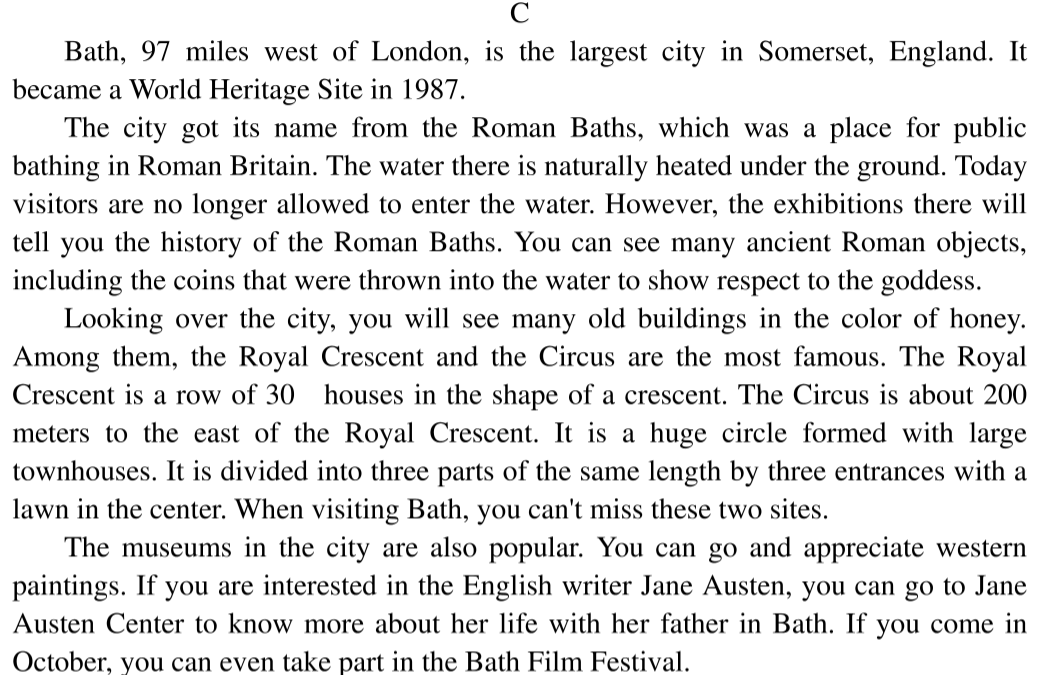 C
Bath, 97 miles west of London, is the largest city in Somerset, England. It
became a World Heritage Site in 1987.
The city got its name from the Roman Baths, which was a place for public
bathing in Roman Britain. The water there is naturally heated under the ground. Today
visitors are no longer allowed to enter the water. However, the exhibitions there will
tell you the history of the Roman Baths. You can see many ancient Roman objects,
including the coins that were thrown into the water to show respect to the goddess.
Looking over the city, you will see many old buildings in the color of honey.
Among them, the Royal Crescent and the Circus are the most famous. The Royal
Crescent is a row of 30 houses in the shape of a crescent. The Circus is about 200
meters to the east of the Royal Crescent. It is a huge circle formed with large
townhouses. It is divided into three parts of the same length by three entrances with a
lawn in the center. When visiting Bath, you can't miss these two sites.
The museums in the city are also popular. You can go and appreciate western
paintings. If you are interested in the English writer Jane Austen, you can go to Jane
Austen Center to know more about her life with her father in Bath. If you come in
October, you can even take part in the Bath Film Festival.